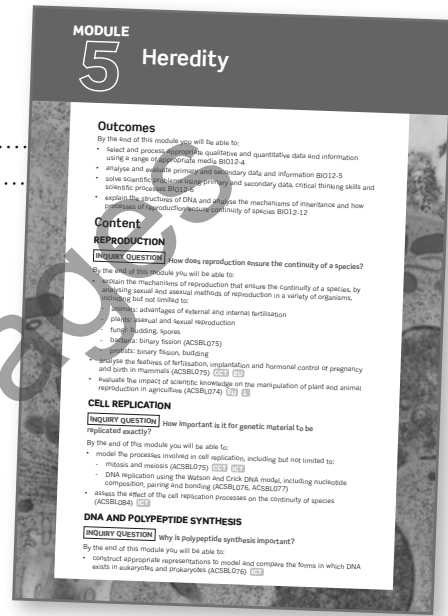 MODULE
5 Heredity
Outcomes
By the end of this module you will be able to:
• select and process appropriate qualitative and quantitative data and information
using a range of appropriate media BIO12-4
• analyse and evaluate primary and secondary data and information BIO12-5
• solve scientific problems using primary and secondary data, critical thinking skills and
scientific processes BIO12-6
• explain the structures of DNA and analyse the mechanisms of inheritance and how
processes of reproduction ensure continuity of species BIO12-12
Content
REPRODUCTION
INQUIRY QUESTION How does reproduction ensure the continuity of a species?
By the end of this module you will be able to:
• explain the mechanisms of reproduction that ensure the continuity of a species, by
analysing sexual and asexual methods of reproduction in a variety of organisms,
including but not limited to:
- animals: advantages of external and internal fertilisation
- plants: asexual and sexual reproduction
- fungi: budding, spores
- bacteria: binary fission (ACSBL075)
- protists: binary fission, budding
• analyse the features of fertilisation, implantation and hormonal control of pregnancy
and birth in mammals (ACSBL075) CCT EU
• evaluate the impact of scientific knowledge on the manipulation of plant and animal
reproduction in agriculture (ACSBL074) EU L
CELL REPLICATION
INQUIRY QUESTION How important is it for genetic material to be
replicated exactly?
By the end of this module you will be able to:
• model the processes involved in cell replication, including but not limited to:
- mitosis and meiosis (ACSBL075) CCT ICT
- DNA replication using the Watson and Crick DNA model, including nucleotide
composition, pairing and bonding (ACSBL076, ACSBL077)
• assess the effect of the cell replication processes on the continuity of species
(ACSBL084) ICT
DNA AND POLYPEPTIDE SYNTHESIS
INQUIRY QUESTION Why is polypeptide synthesis important?
By the end of this module you will be able to:
• construct appropriate representations to model and compare the forms in which DNA
exists in eukaryotes and prokaryotes (ACSBL076) ICT
ages